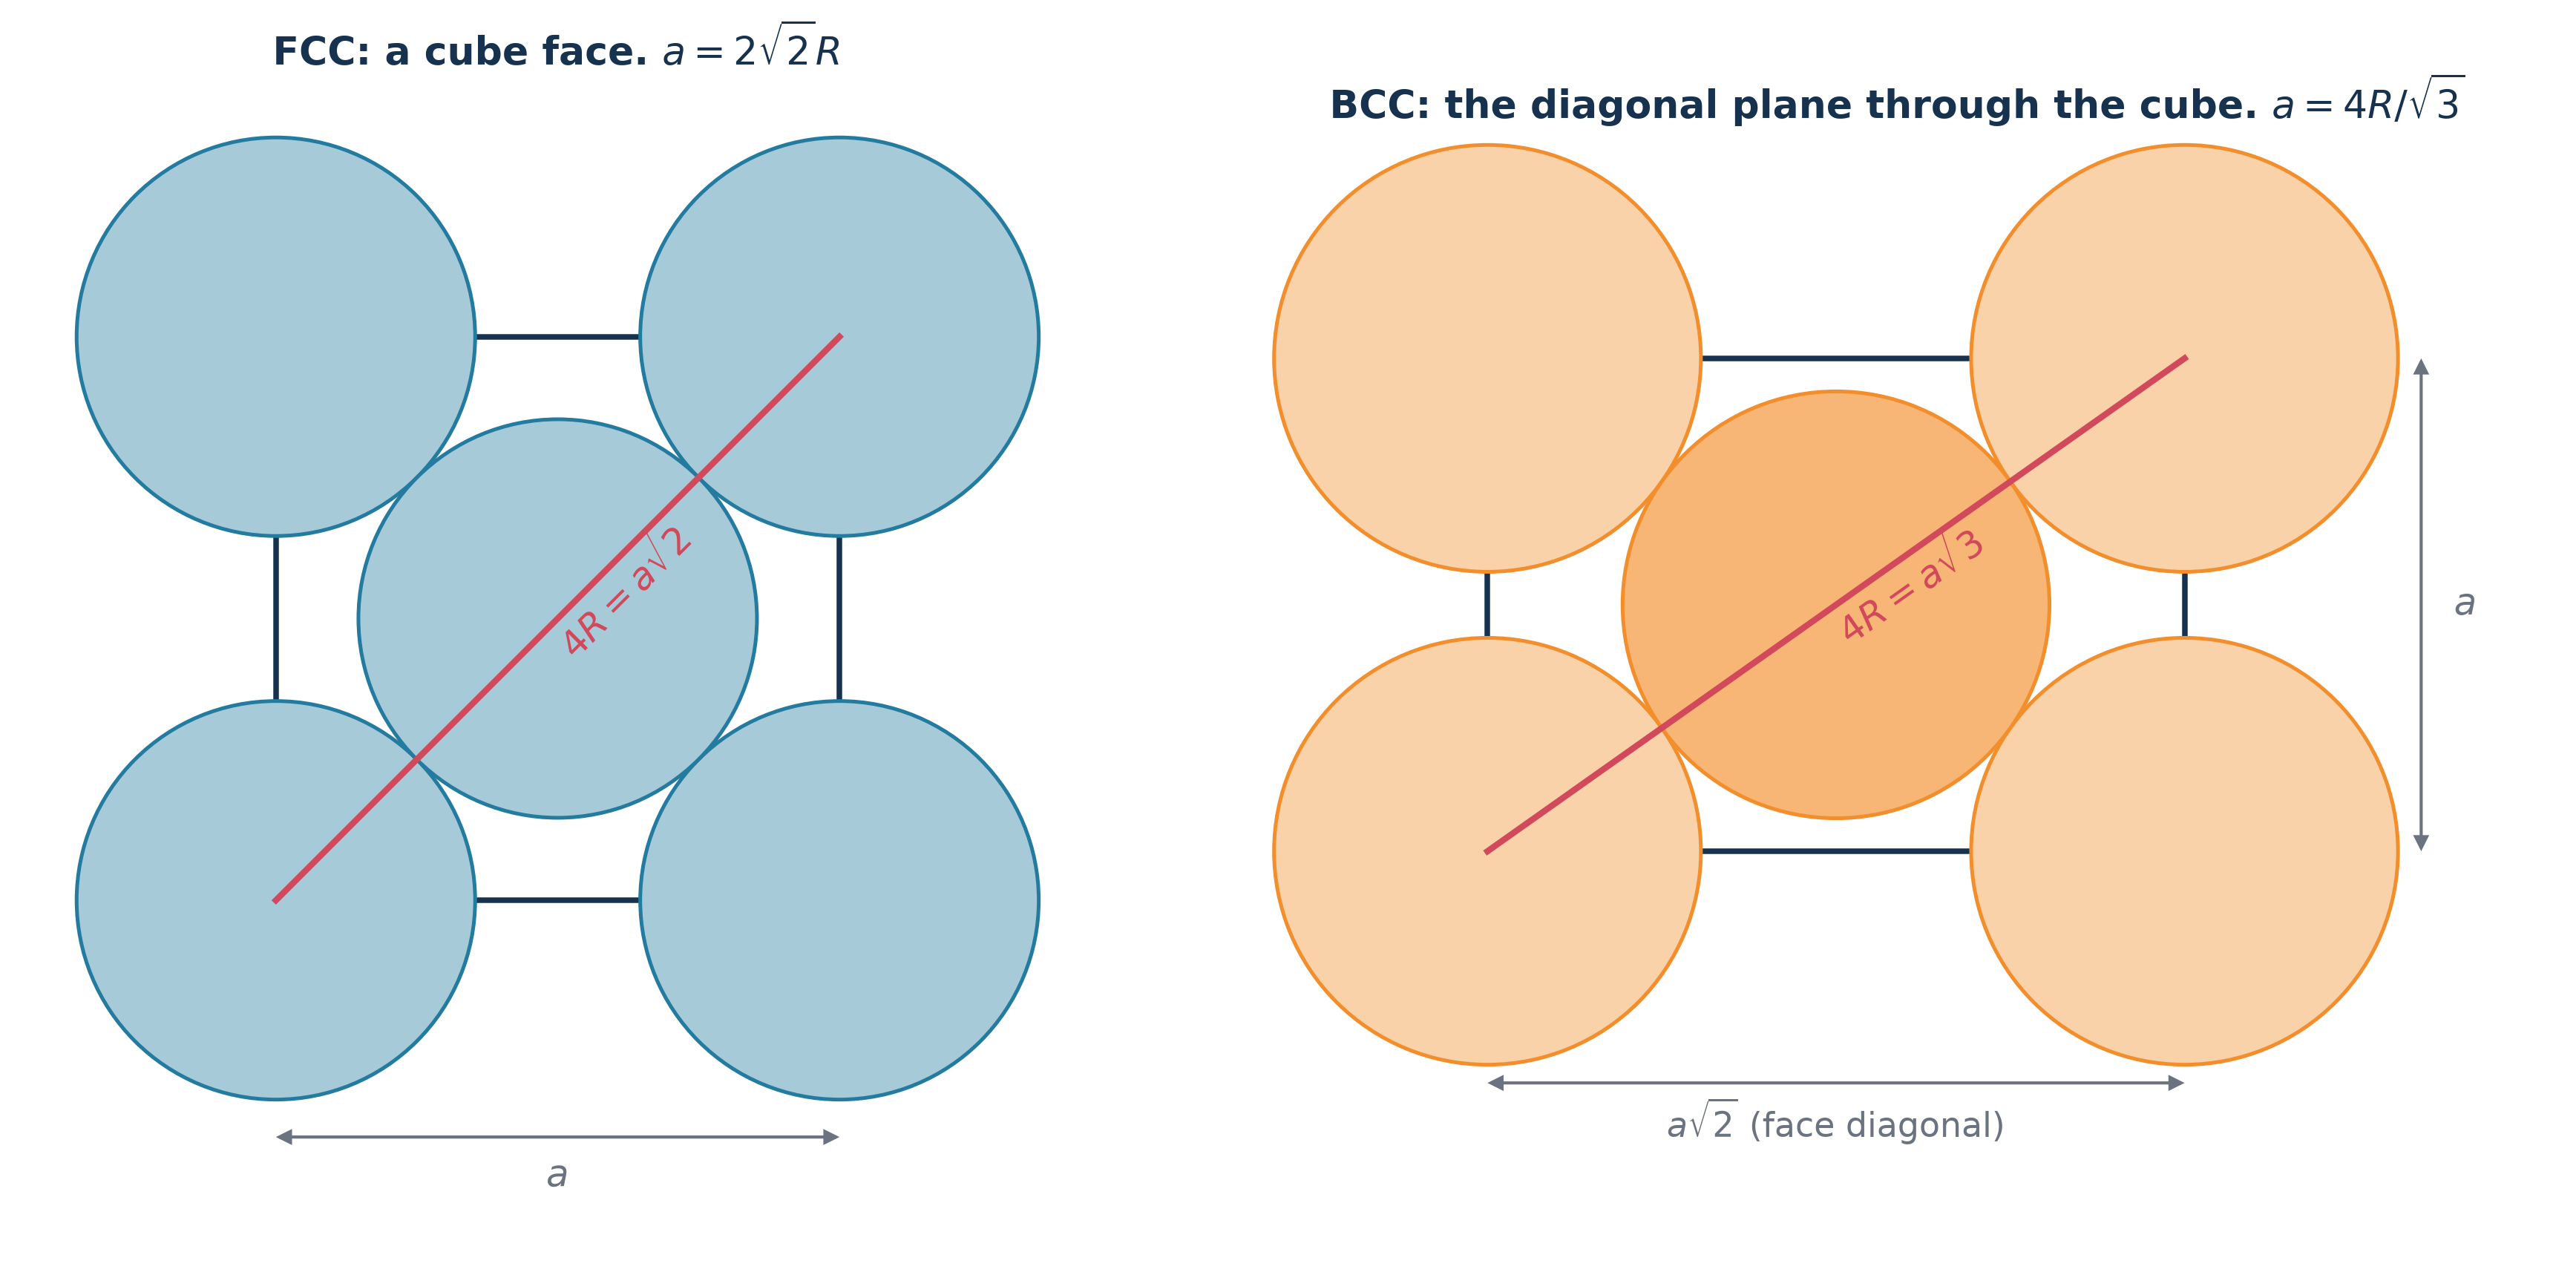 FCC: a cube face. a = 2√2R
4R = a√2
a
BCC: the diagonal plane through the cube. a = 4R/√3
4R = a√3
a
a√2 (face diagonal)